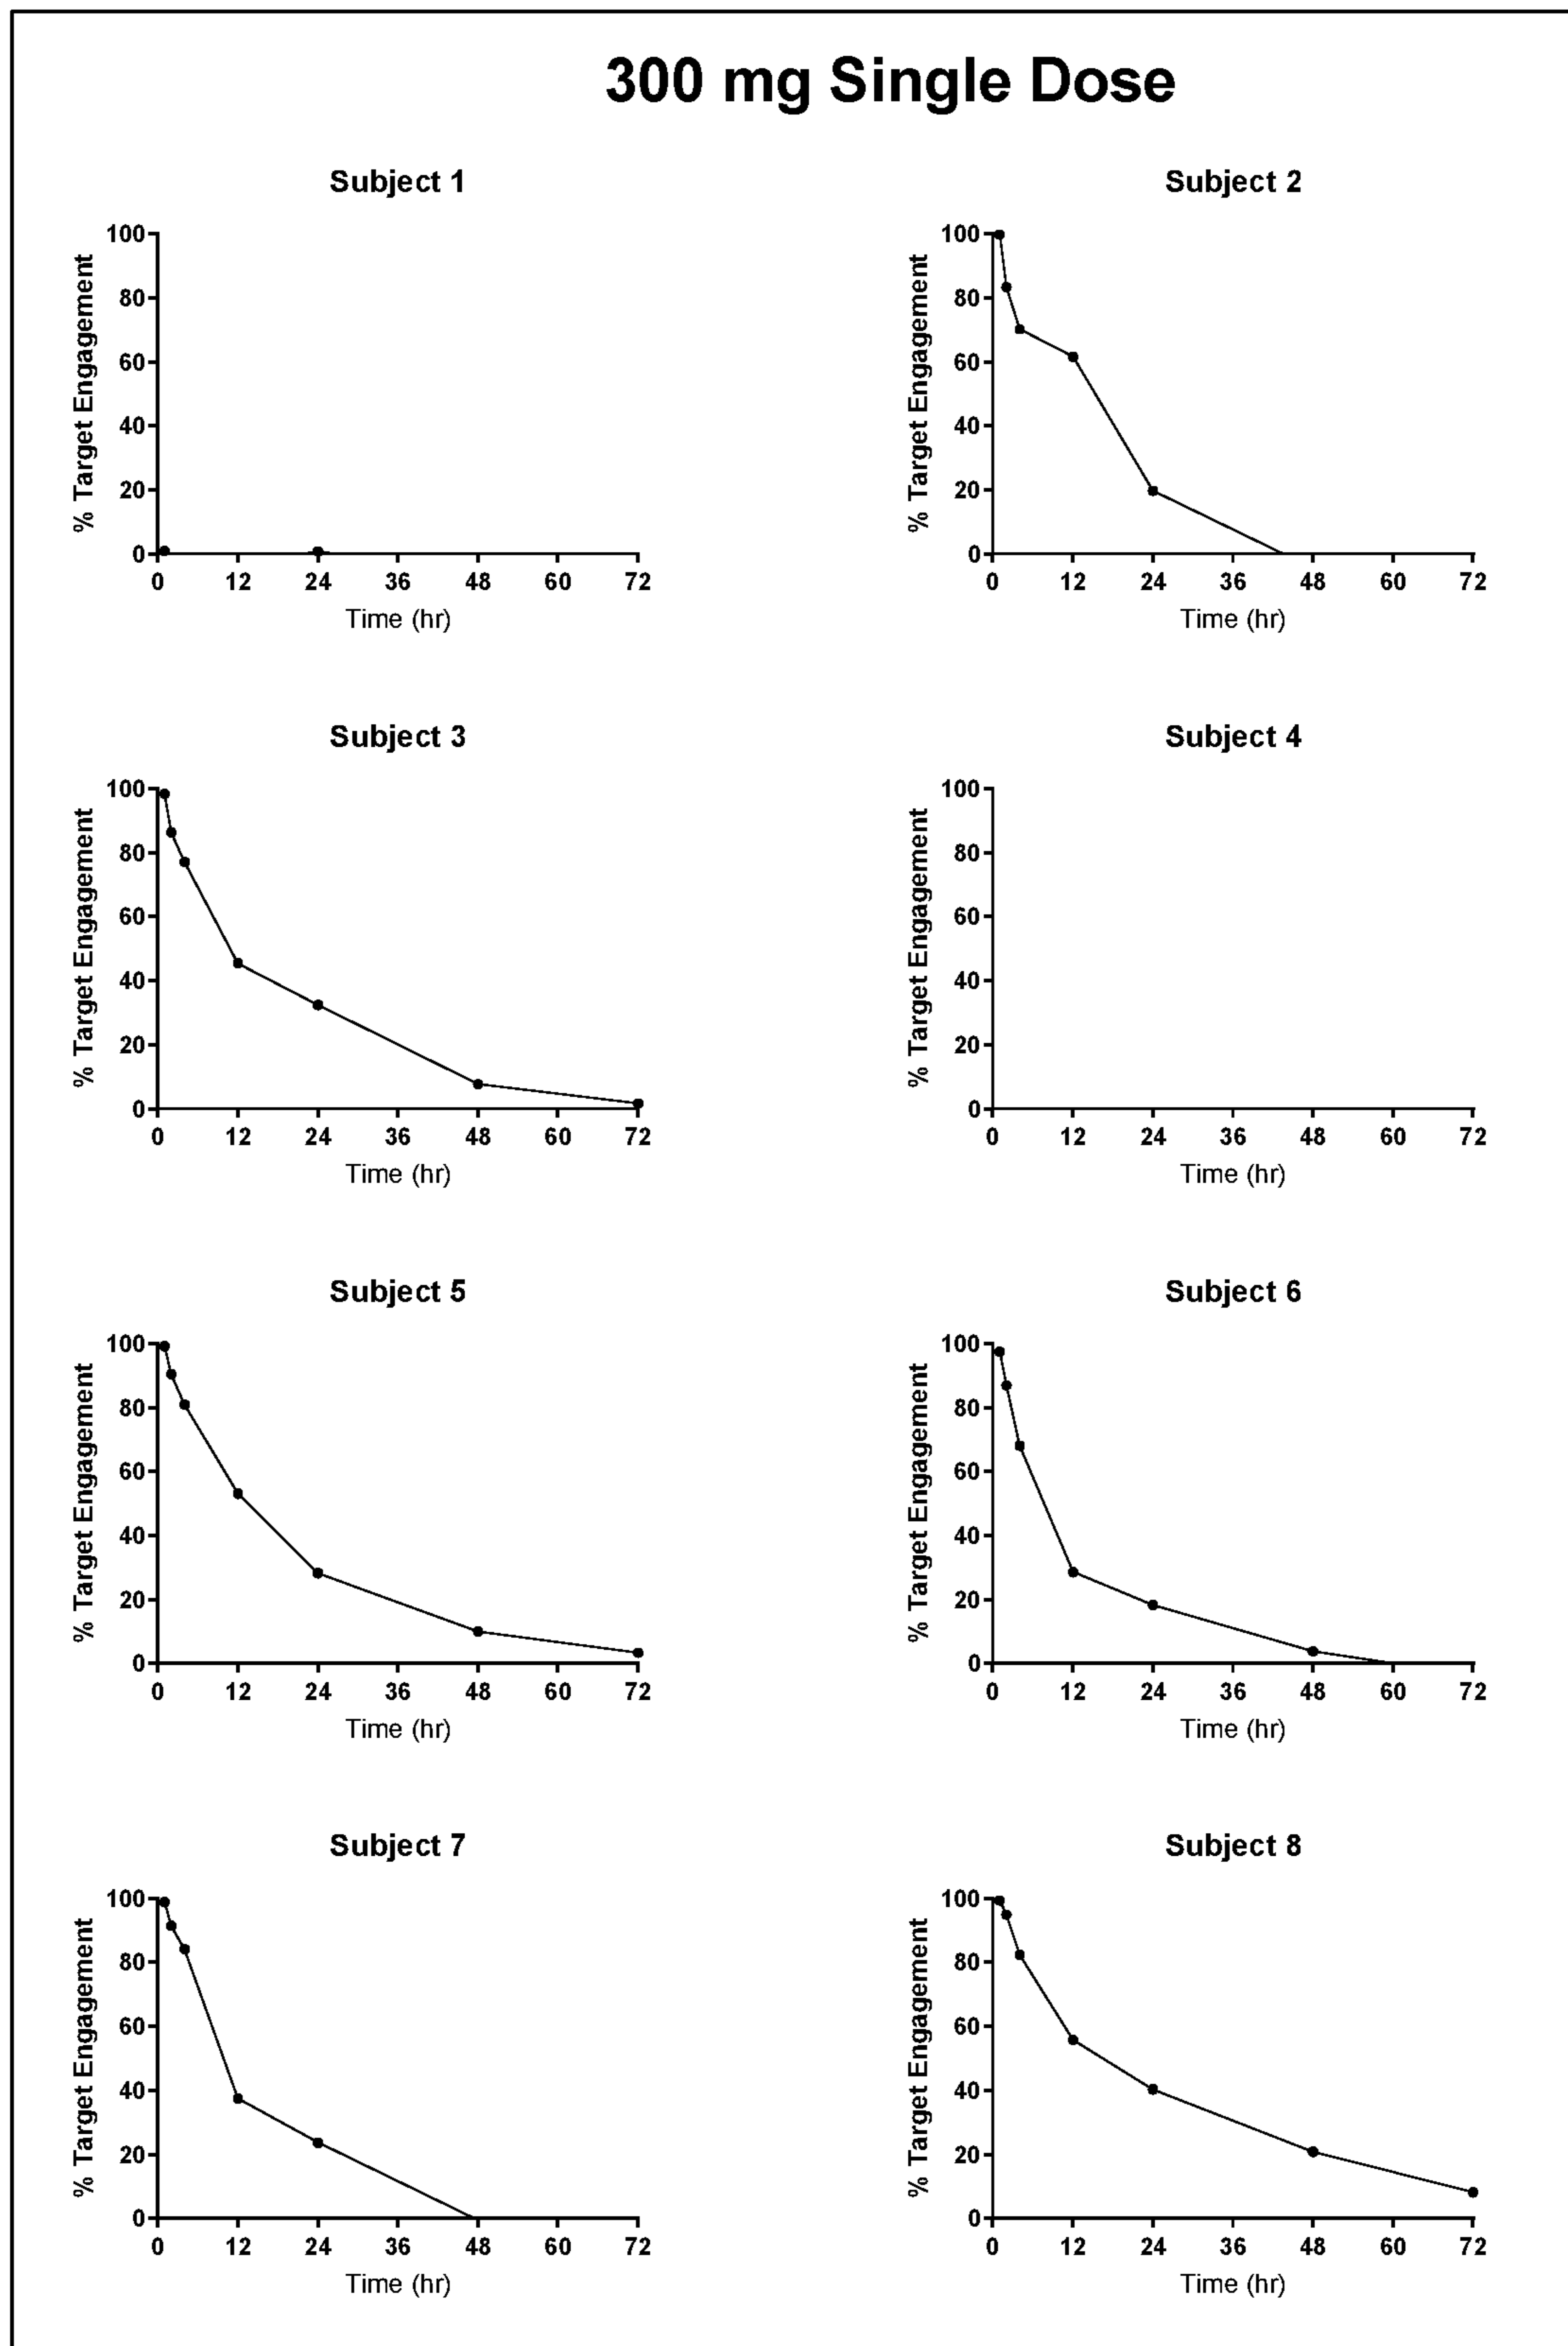 300 mg Single Dose
Subject 1
% Target Engagement
100
80
60
40
20
0
0 12 24 36 48 60 72
Time (hr)
Subject 2
% Target Engagement
100
80
60
40
20
0
0 12 24 36 48 60 72
Time (hr)
Subject 3
% Target Engagement
100
80
60
40
20
0
0 12 24 36 48 60 72
Time (hr)
Subject 4
% Target Engagement
100
80
60
40
20
0
0 12 24 36 48 60 72
Time (hr)
Subject 5
% Target Engagement
100
80
60
40
20
0
0 12 24 36 48 60 72
Time (hr)
Subject 6
% Target Engagement
100
80
60
40
20
0
0 12 24 36 48 60 72
Time (hr)
Subject 7
% Target Engagement
100
80
60
40
20
0
0 12 24 36 48 60 72
Time (hr)
Subject 8
% Target Engagement
100
80
60
40
20
0
0 12 24 36 48 60 72
Time (hr)